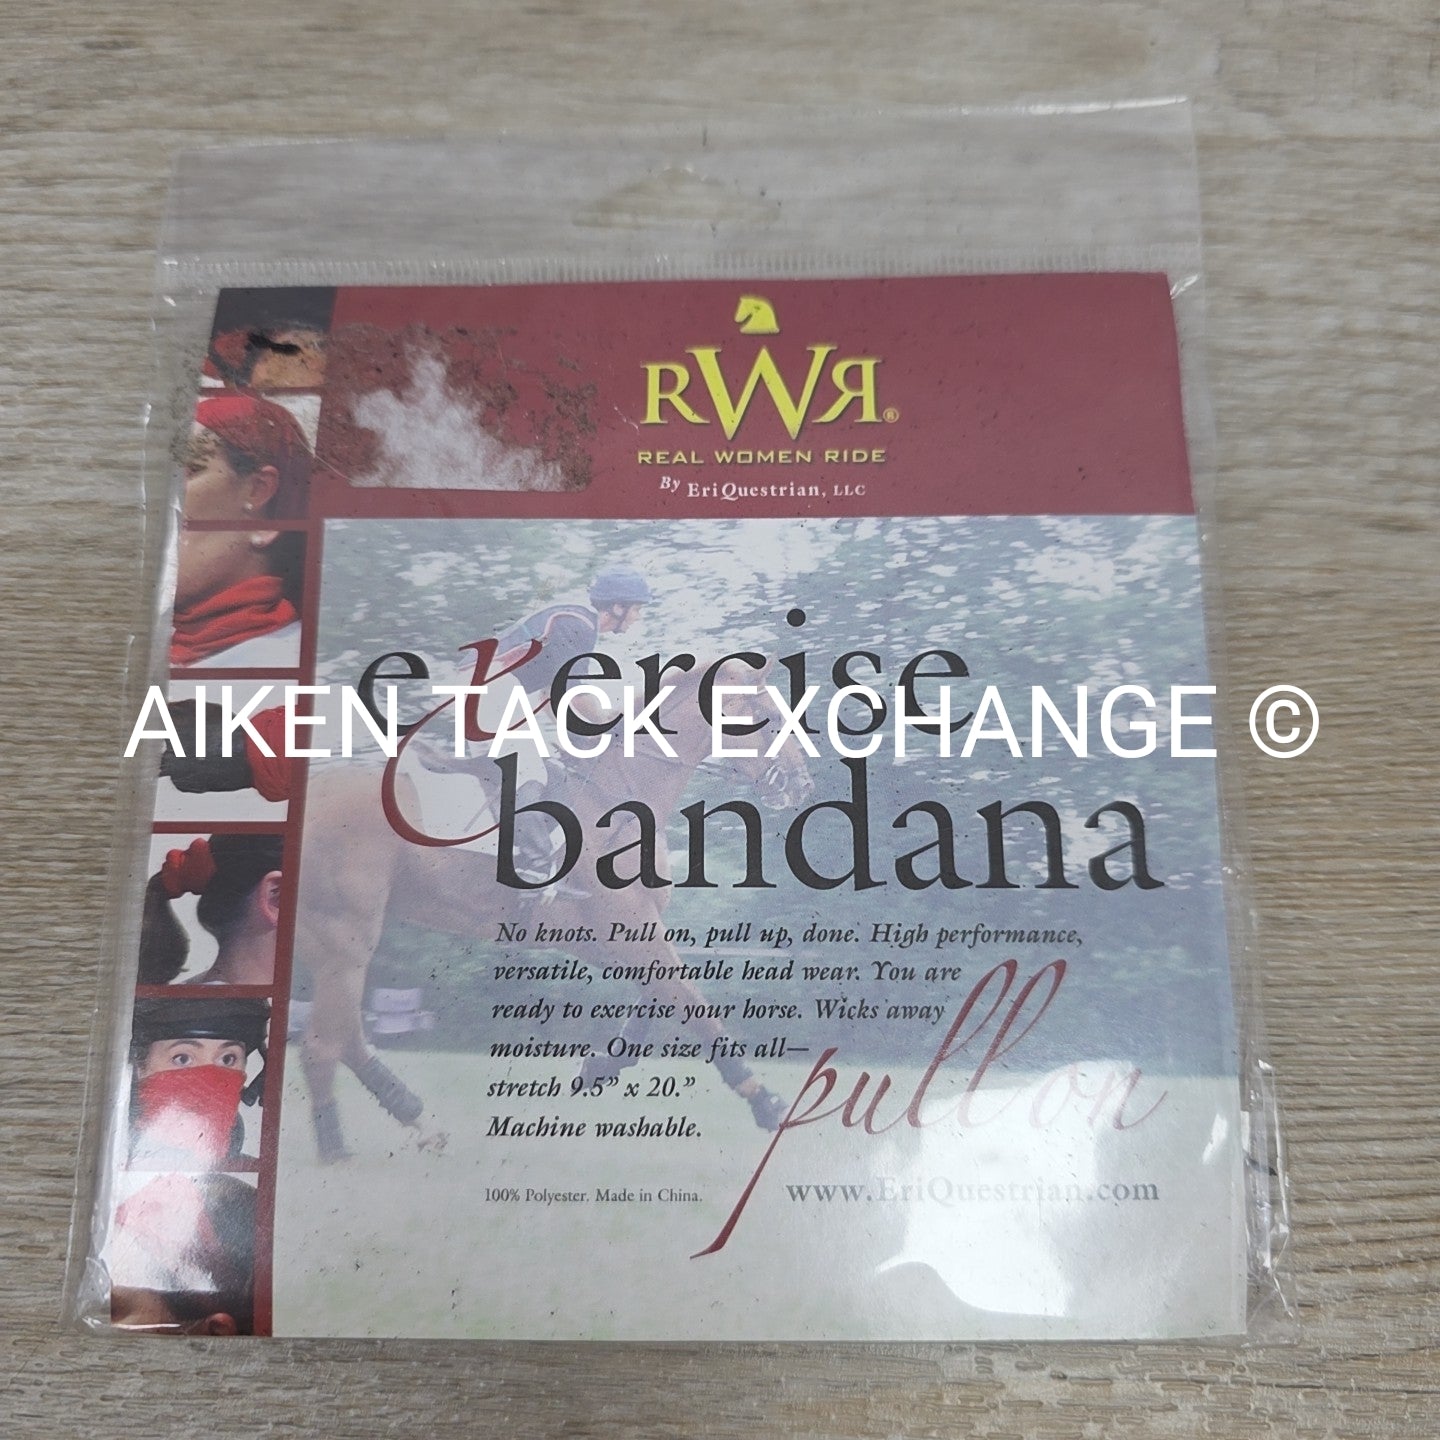 RWR®
REAL WOMEN RIDE
By EriQuestrian, LLC
exercise
AIKEN TACK EXCHANGE ©
bandana
No knots. Pull on, pull up, done. High performance,
versatile, comfortable head wear. You are
ready to exercise your horse. Wicks away
moisture. One size fits all—
stretch 9.5” x 20.”
Machine washable.
pull on
100% Polyester. Made in China.
www.EriQuestrian.com